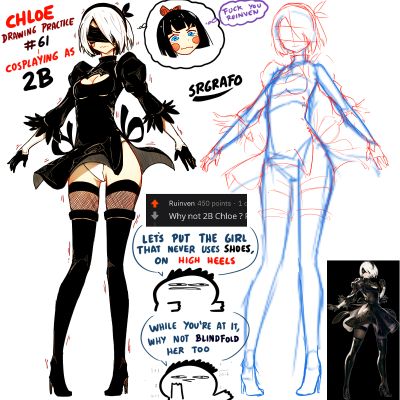 CHLOE
DRAWING PRACTICE
#61
COSPLAYING AS
2B
FUCK YOU
REINVEN
SRGRAFO
Ruinven 450 points · 1
Why not 2B Chloe?
LET'S PUT THE GIRL
THAT NEVER USES SHOES,
ON HIGH HEELS
WHILE YOU'RE AT IT,
WHY NOT BLINDFOLD
HER TOO